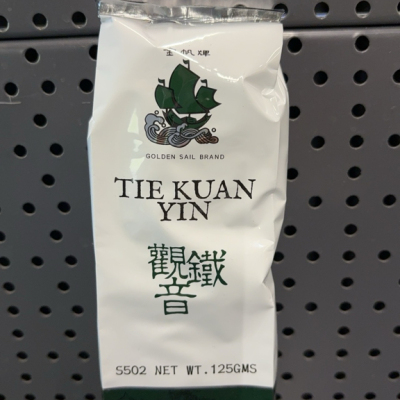 金帆牌
GOLDEN SAIL BRAND
TIE KUAN
YIN
鐵
觀音
S502 NET WT.125GMS